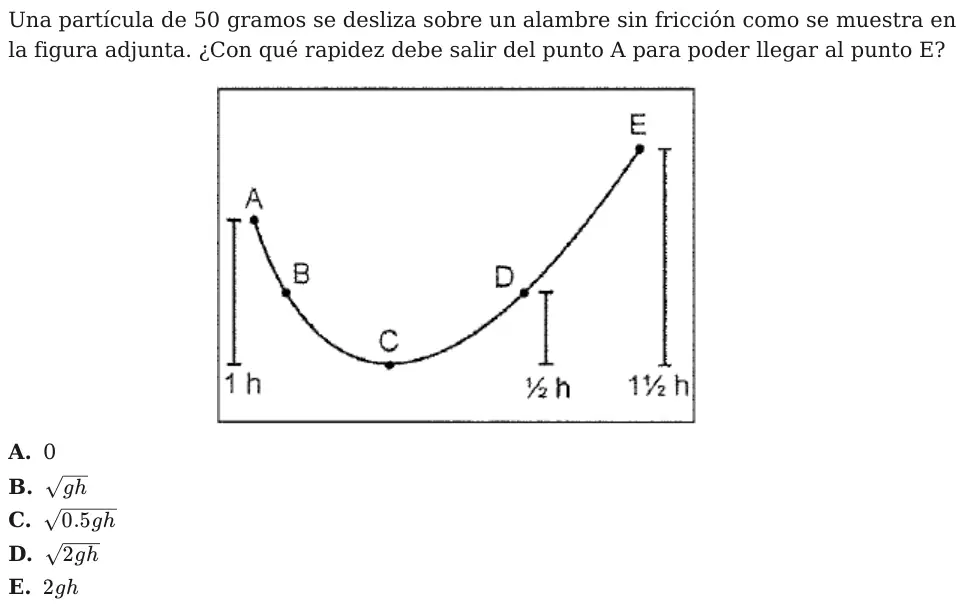 Una partícula de 50 gramos se desliza sobre un alambre sin fricción como se muestra en
la figura adjunta. ¿Con qué rapidez debe salir del punto A para poder llegar al punto E?
E
A
B
D
C
1 h
½ h
1½ h
A. 0
B. √gh
C. √0.5gh
D. √2gh
E. 2gh